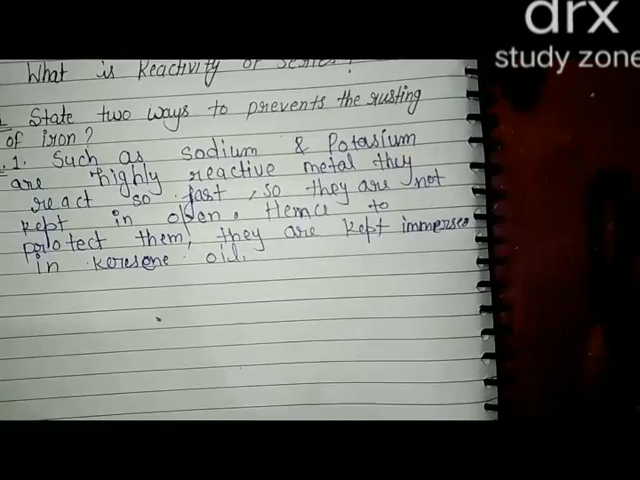 drx
study zone
What is Reactivity of series?
State two ways to prevents the rusting
of iron?
1. Such as sodium & Potasium
are highly reactive metal they
react so fast, so they are not
kept in open. Hence to
protect them, they are kept immersed
in keresene oil.